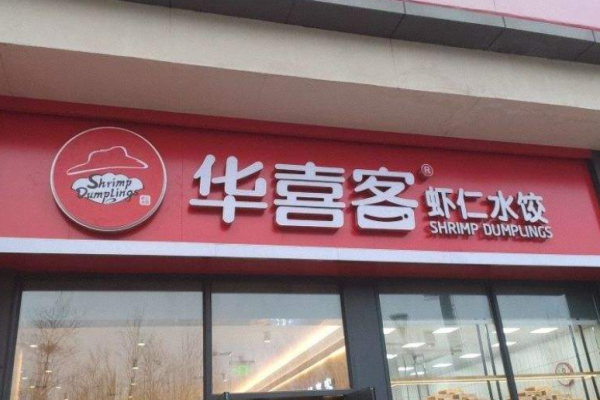 Shrimp
Dumplings
华喜客®
虾仁水饺
SHRIMP DUMPLINGS